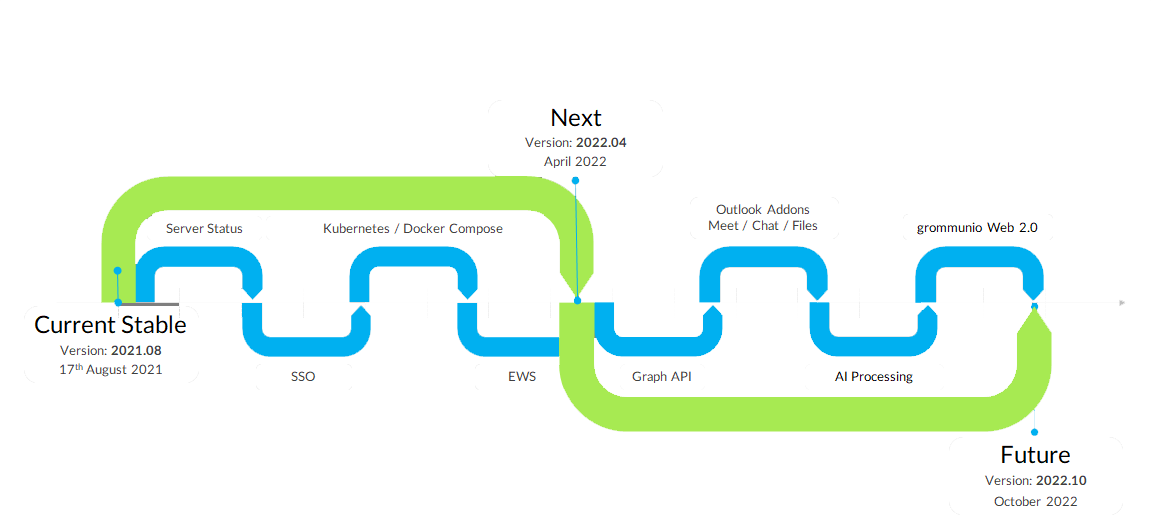 Next
Version: 2022.04
April 2022
Outlook Addons
Meet / Chat / Files
Server Status
Kubernetes / Docker Compose
grommunio Web 2.0
Current Stable
Version: 2021.08
17th August 2021
SSO
EWS
Graph API
AI Processing
Future
Version: 2022.10
October 2022